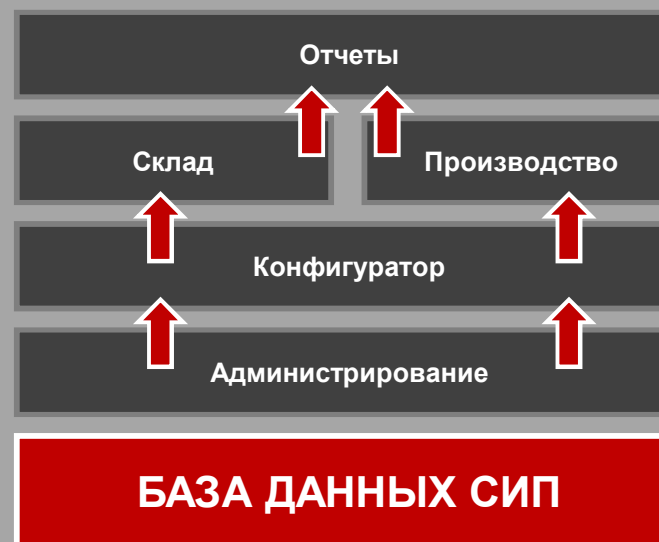 Отчеты
Склад
Производство
Конфигуратор
Администрирование
БАЗА ДАННЫХ СИП